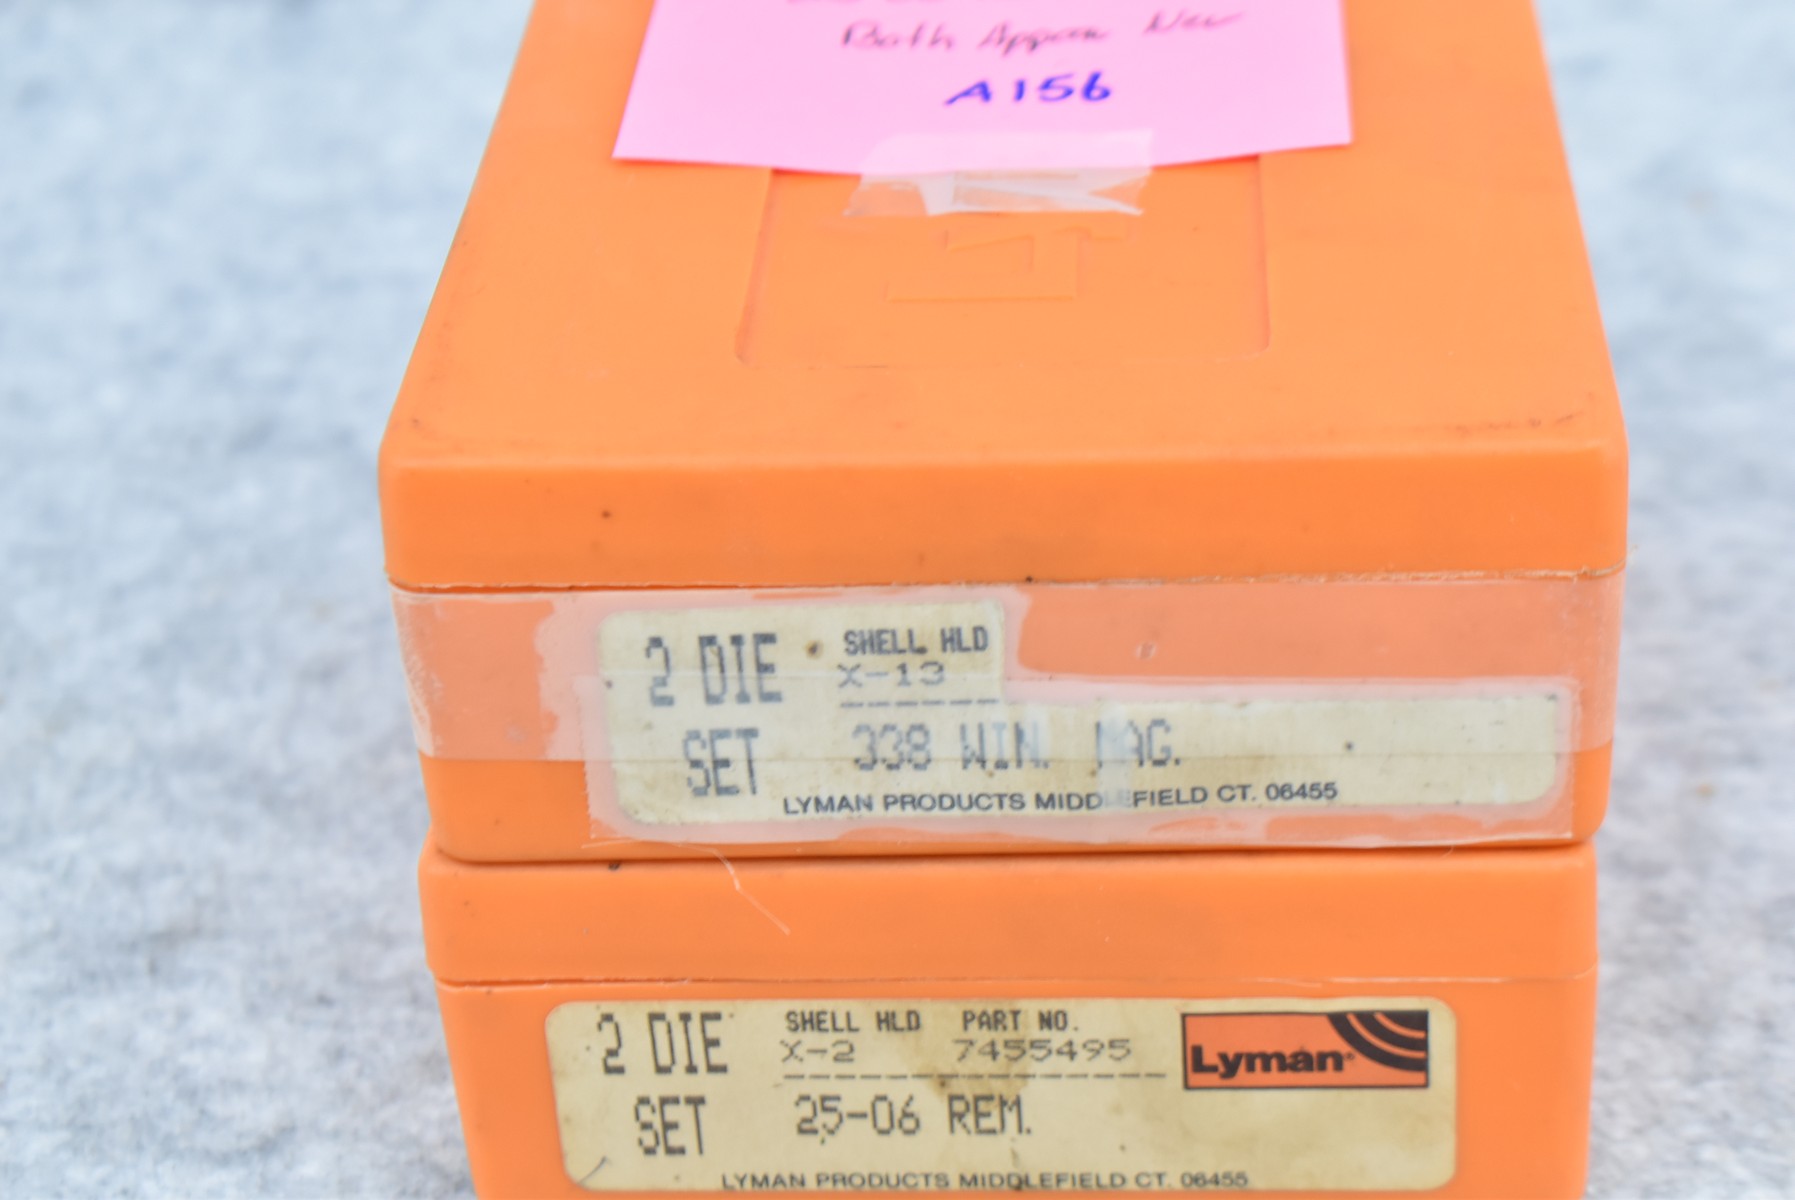 Both Appear New
A156
2 DIE
SET
SHELL HLD
X-13
338 WIN. MAG.
LYMAN PRODUCTS MIDDLEFIELD CT. 06455
2 DIE
SET
SHELL HLD PART NO.
X-2 7455495
25-06 REM.
Lyman®
LYMAN PRODUCTS MIDDLEFIELD CT. 06455